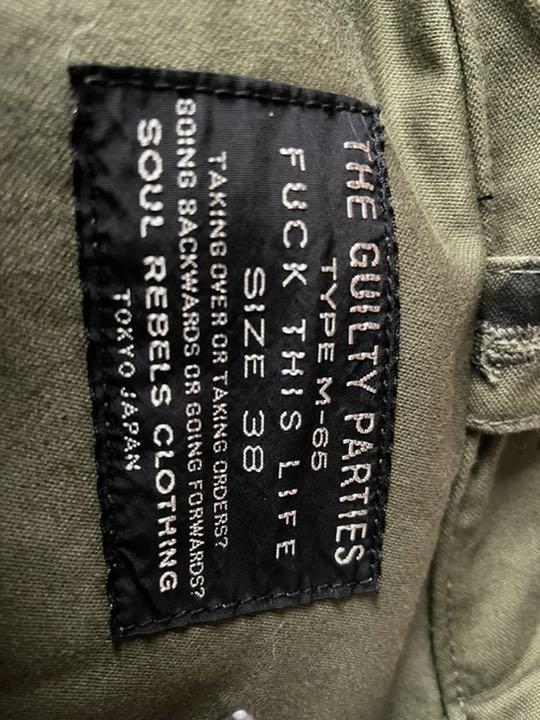 THE GUILTY PARTIES
TYPE M-65
FUCK THIS LIFE
SIZE 38
TAKING OVER OR TAKING ORDERS?
GOING BACKWARDS OR GOING FORWARDS?
SOUL REBELS CLOTHING
TOKYO JAPAN